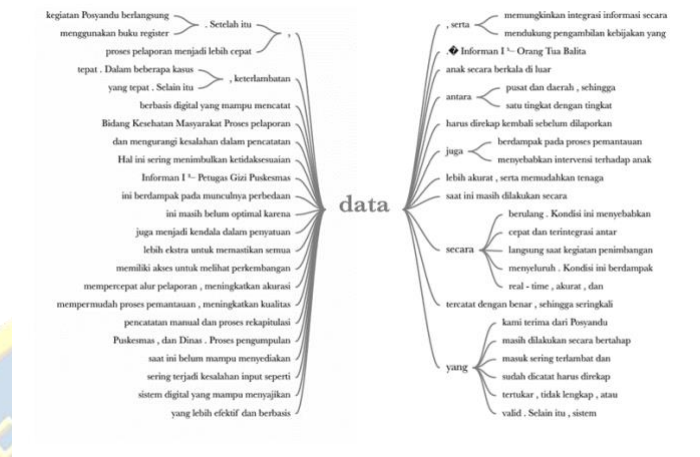 kegiatan Posyandu berlangsung
menggunakan buku register
. Setelah itu
proses pelaporan menjadi lebih cepat
,
tepat . Dalam beberapa kasus
yang tepat . Selain itu
, keterlambatan
berbasis digital yang mampu mencatat
Bidang Kesehatan Masyarakat Proses pelaporan
dan mengurangi kesalahan dalam pencatatan
Hal ini sering menimbulkan ketidaksesuaian
Informan I ¹– Petugas Gizi Puskesmas
ini berdampak pada munculnya perbedaan
ini masih belum optimal karena
juga menjadi kendala dalam penyatuan
lebih ekstra untuk memastikan semua
memiliki akses untuk melihat perkembangan
mempercepat alur pelaporan , meningkatkan akurasi
mempermudah proses pemantauan , meningkatkan kualitas
pencatatan manual dan proses rekapitulasi
Puskesmas , dan Dinas . Proses pengumpulan
saat ini belum mampu menyediakan
sering terjadi kesalahan input seperti
sistem digital yang mampu menyajikan
yang lebih efektif dan berbasis
data
, serta
memungkinkan integrasi informasi secara
mendukung pengambilan kebijakan yang
.� Informan I ¹– Orang Tua Balita
anak secara berkala di luar
antara
pusat dan daerah , sehingga
satu tingkat dengan tingkat
harus direkap kembali sebelum dilaporkan
juga
berdampak pada proses pemantauan
menyebabkan intervensi terhadap anak
lebih akurat , serta memudahkan tenaga
saat ini masih dilakukan secara
secara
berulang . Kondisi ini menyebabkan
cepat dan terintegrasi antar
langsung saat kegiatan penimbangan
menyeluruh . Kondisi ini berdampak
real - time , akurat , dan
tercatat dengan benar , sehingga seringkali
yang
kami terima dari Posyandu
masih dilakukan secara bertahap
masuk sering terlambat dan
sudah dicatat harus direkap
tertukar , tidak lengkap , atau
valid . Selain itu , sistem